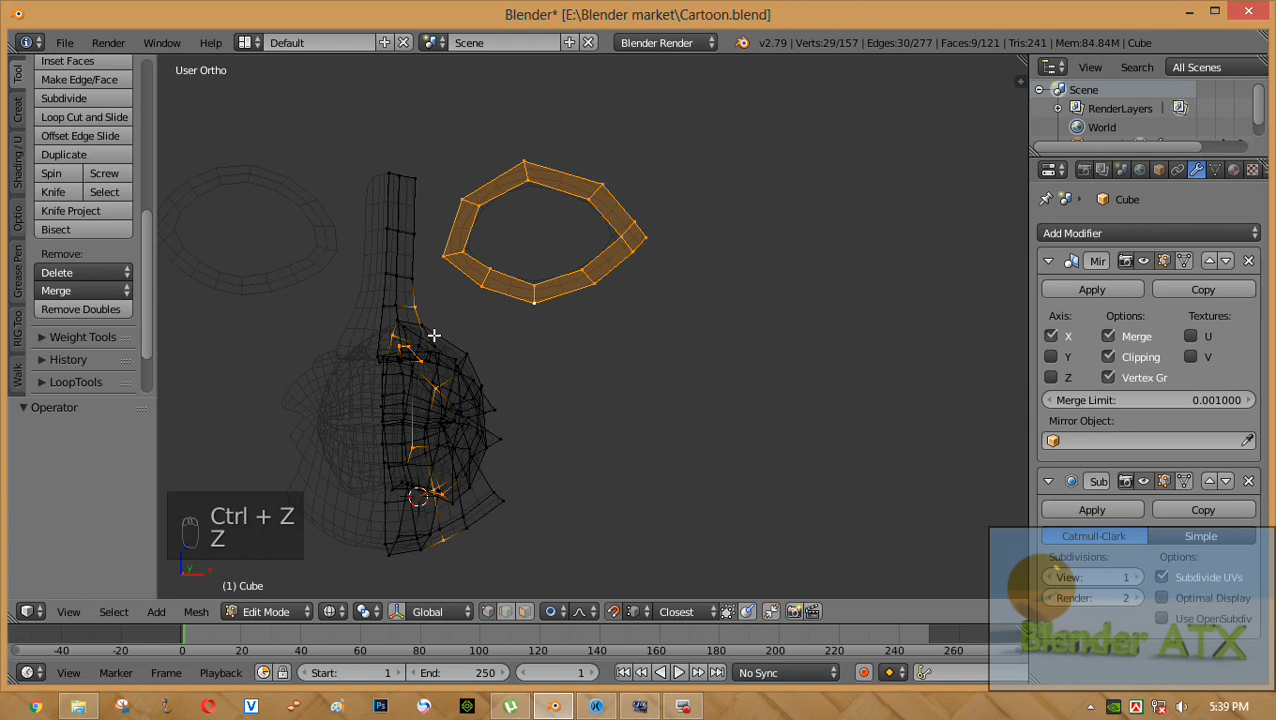 Blender* [E:\Blender market\Cartoon.blend]
File Render Window Help Default Scene Blender Render v2.79 | Verts:29/157 | Edges:30/277 | Faces:9/121 | Tris:241 | Mem:84.84M | Cube
Inset Faces
Make Edge/Face
Subdivide
Loop Cut and Slide
Offset Edge Slide
Duplicate
Spin Screw
Knife Select
Knife Project
Bisect
Remove:
Delete
Merge
Remove Doubles
Weight Tools
History
LoopTools
Operator
Tool
Creat
Shading / U
Optio
Grease Pen
RIG Too
Walk
User Ortho
Ctrl + Z
Z
(1) Cube
View Search All Scenes
Scene
RenderLayers
World
Cube
Add Modifier
Mir
Apply Copy
Axis: Options: Textures:
X Merge U
Y Clipping V
Z Vertex Gr
Merge Limit: 0.001000
Mirror Object:
Sub
Apply Copy
Catmull-Clark Simple
Subdivisions: Options:
View: 1 Subdivide UVs
Render: 2 Optimal Display
Use OpenSubdiv
Blender ATX
View Select Add Mesh Edit Mode Global Closest
-40 -20 0 20 40 60 80 100 120 140 160 180 200 220 240 260
View Marker Frame Playback Start: 1 End: 250 1 No Sync
5:39 PM